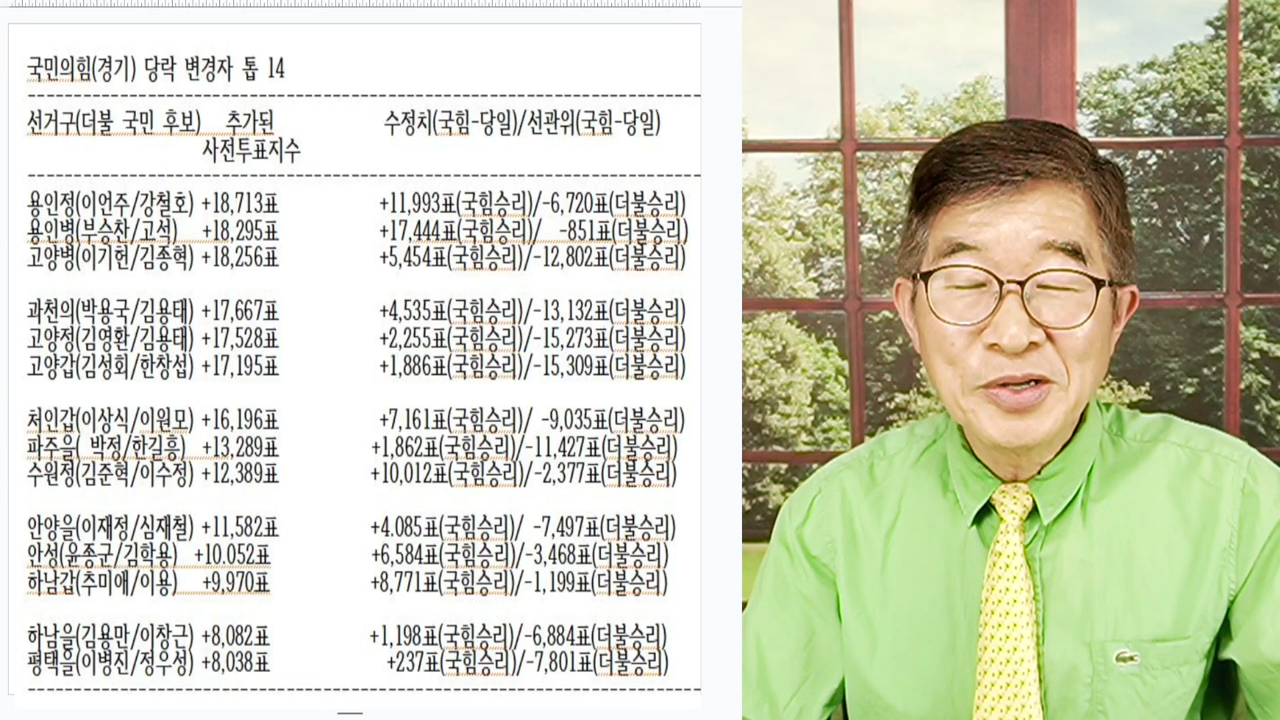 국민의힘(경기) 당락 변경자 톱 14
선거구(더불 국민 후보) 추가된 수정치(국힘-당일)/선관위(국힘-당일)
사전투표지수
용인정(이언주/강철호) +18,713표 +11,993표(국힘승리)/-6,720표(더불승리)
용인병(부승찬/고석) +18,295표 +17,444표(국힘승리)/ -851표(더불승리)
고양병(이기헌/김종혁) +18,256표 +5,454표(국힘승리)/-12,802표(더불승리)
과천의(박용국/김용태) +17,667표 +4,535표(국힘승리)/-13,132표(더불승리)
고양정(김영환/김용태) +17,528표 +2,255표(국힘승리)/-15,273표(더불승리)
고양갑(김성회/한창섭) +17,195표 +1,886표(국힘승리)/-15,309표(더불승리)
처인갑(이상식/이원모) +16,196표 +7,161표(국힘승리)/ -9,035표(더불승리)
파주을( 박정/한길흥) +13,289표 +1,862표(국힘승리)/-11,427표(더불승리)
수원정(김준혁/이수정) +12,389표 +10,012표(국힘승리)/-2,377표(더불승리)
안양을(이재정/심재철) +11,582표 +4.085표(국힘승리)/ -7,497표(더불승리)
안성(윤종군/김학용) +10,052표 +6,584표(국힘승리)/-3,468표(더불승리)
하남갑(추미애/이용) +9,970표 +8,771표(국힘승리)/-1,199표(더불승리)
하남을(김용만/이창근) +8,082표 +1,198표(국힘승리)/-6,884표(더불승리)
평택을(이병진/정우성) +8,038표 +237표(국힘승리)/-7,801표(더불승리)